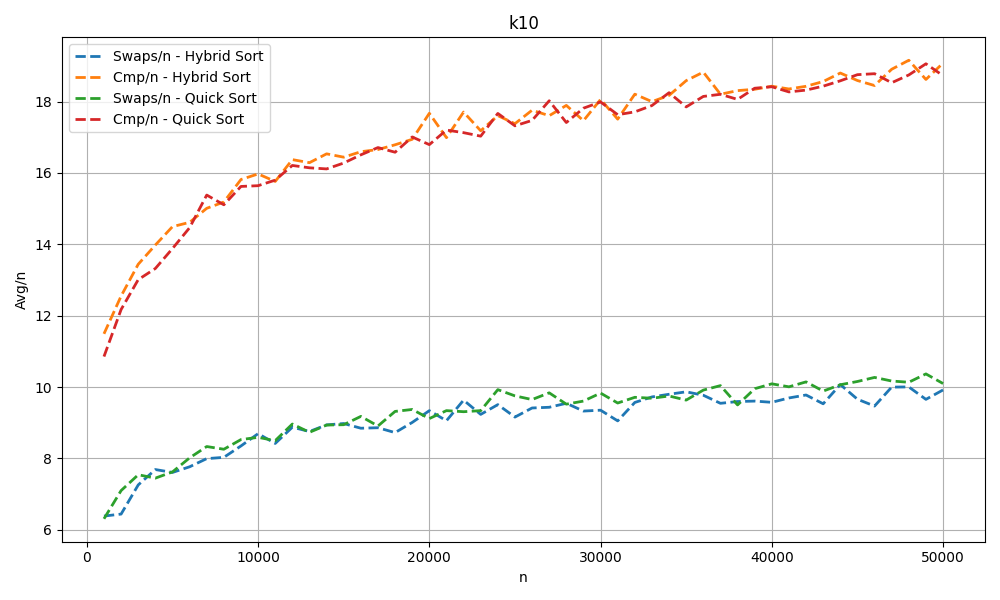 k10
Swaps/n - Hybrid Sort
Cmp/n - Hybrid Sort
Swaps/n - Quick Sort
Cmp/n - Quick Sort
Avg/n
18
16
14
12
10
8
6
0 10000 20000 30000 40000 50000
n